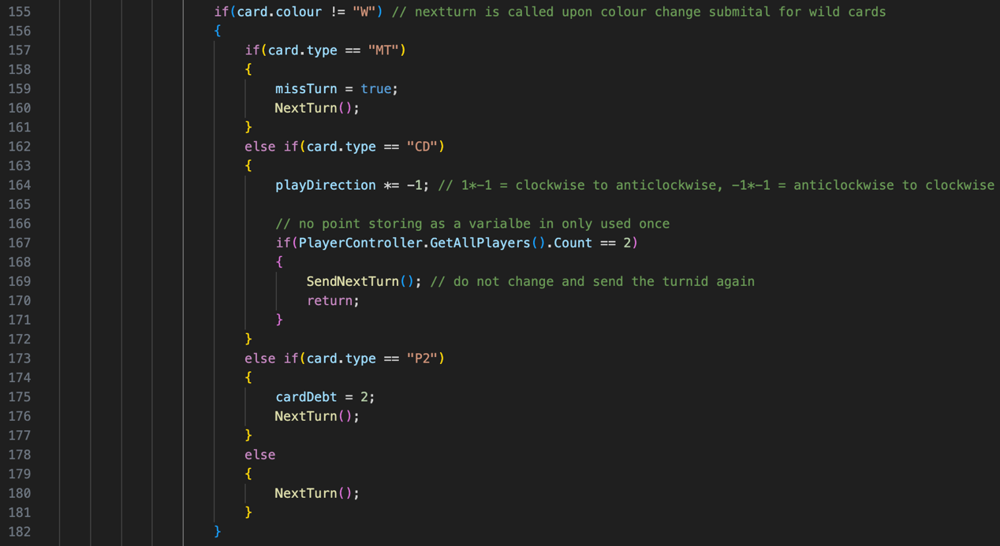 155 if(card.colour != "W") // nextturn is called upon colour change submital for wild cards
156 {
157 if(card.type == "MT")
158 {
159 missTurn = true;
160 NextTurn();
161 }
162 else if(card.type == "CD")
163 {
164 playDirection *= -1; // 1*-1 = clockwise to anticlockwise, -1*-1 = anticlockwise to clockwise
165
166 // no point storing as a varialbe in only used once
167 if(PlayerController.GetAllPlayers().Count == 2)
168 {
169 SendNextTurn(); // do not change and send the turnid again
170 return;
171 }
172 }
173 else if(card.type == "P2")
174 {
175 cardDebt = 2;
176 NextTurn();
177 }
178 else
179 {
180 NextTurn();
181 }
182 }